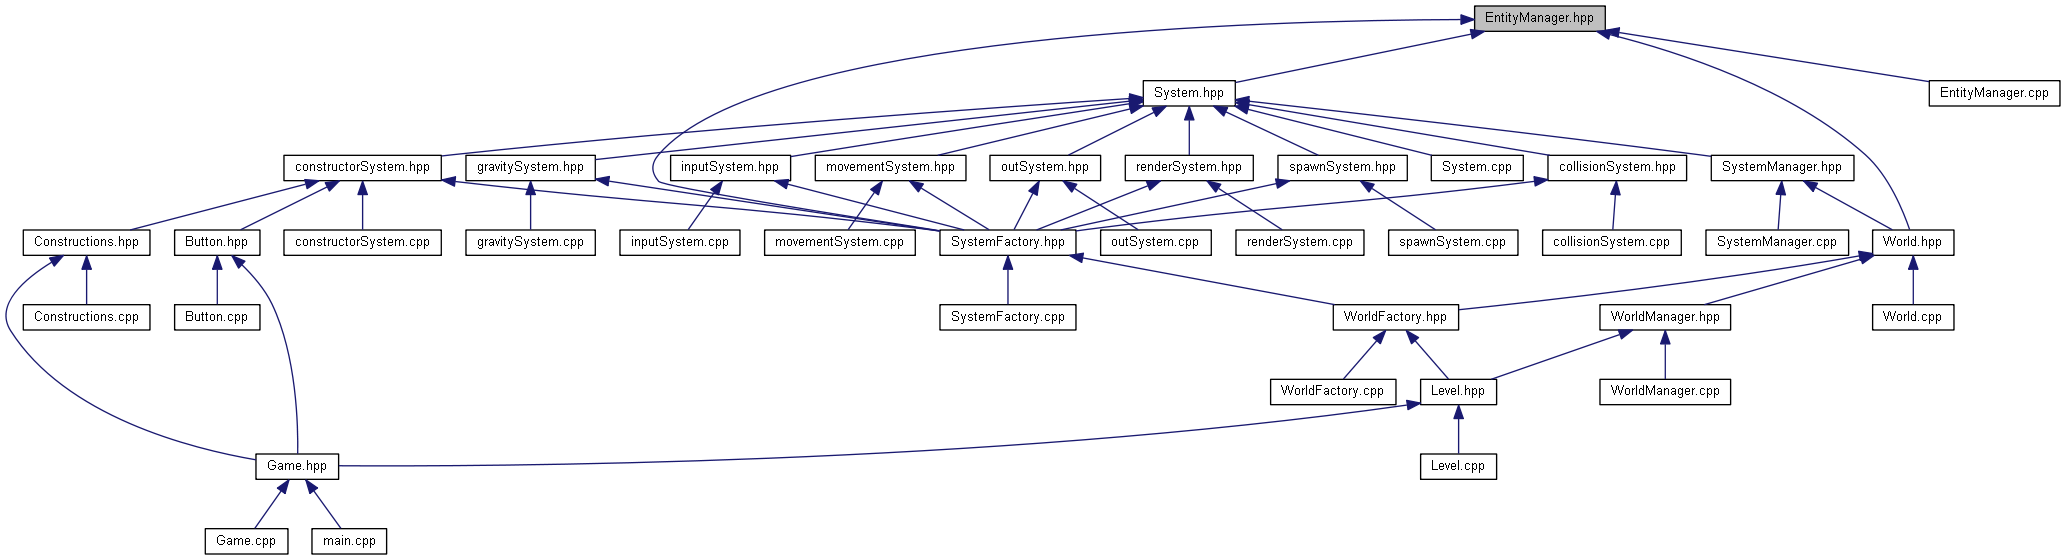 EntityManager.hpp
System.hpp
EntityManager.cpp
constructorSystem.hpp
gravitySystem.hpp
inputSystem.hpp
movementSystem.hpp
outSystem.hpp
renderSystem.hpp
spawnSystem.hpp
System.cpp
collisionSystem.hpp
SystemManager.hpp
Constructions.hpp
Button.hpp
constructorSystem.cpp
gravitySystem.cpp
inputSystem.cpp
movementSystem.cpp
SystemFactory.hpp
outSystem.cpp
renderSystem.cpp
spawnSystem.cpp
collisionSystem.cpp
SystemManager.cpp
World.hpp
Constructions.cpp
Button.cpp
SystemFactory.cpp
WorldFactory.hpp
WorldManager.hpp
World.cpp
WorldFactory.cpp
Level.hpp
WorldManager.cpp
Game.hpp
Level.cpp
Game.cpp
main.cpp